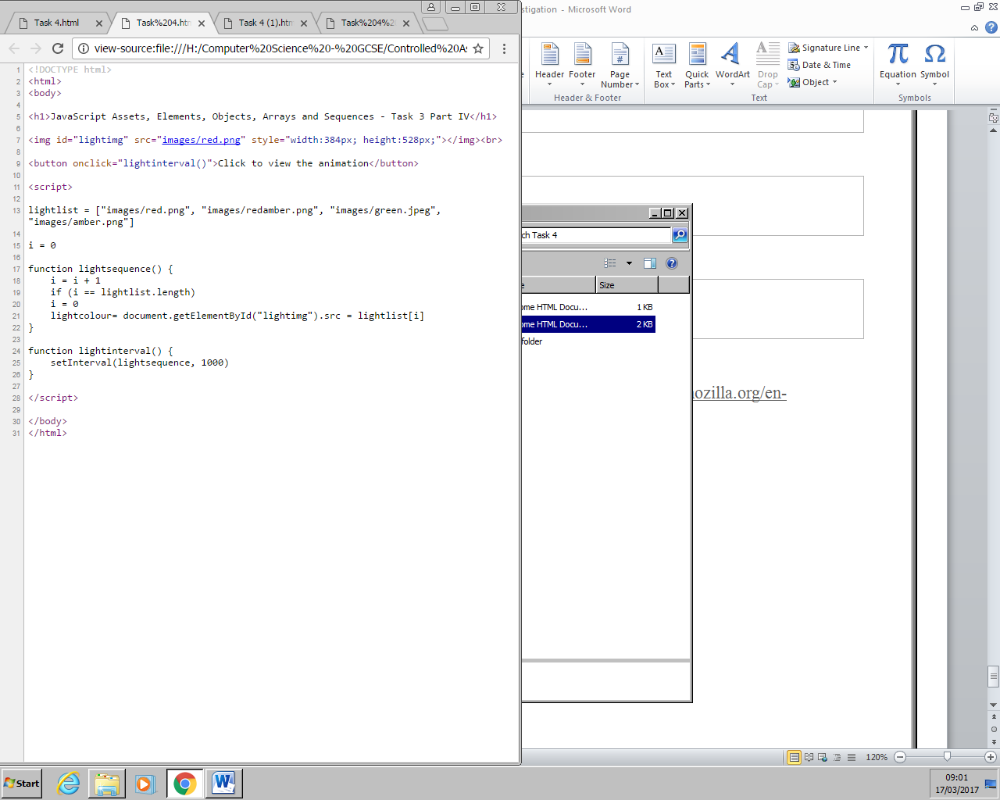 Task 4.html
Task%204.htm
Task 4 (1).htm
Task%204%2
view-source:file:///H:/Computer%20Science%20-%20GCSE/Controlled%20As
1 <!DOCTYPE html>
2 <html>
3 <body>
4
5 <h1>JavaScript Assets, Elements, Objects, Arrays and Sequences - Task 3 Part IV</h1>
6
7 <img id="lightimg" src="images/red.png" style="width:384px; height:528px;"></img><br>
8
9 <button onclick="lightinterval()">Click to view the animation</button>
10
11 <script>
12
13 lightlist = ["images/red.png", "images/redamber.png", "images/green.jpeg",
"images/amber.png"]
14
15 i = 0
16
17 function lightsequence() {
18 i = i + 1
19 if (i == lightlist.length)
20 i = 0
21 lightcolour= document.getElementById("lightimg").src = lightlist[i]
22 }
23
24 function lightinterval() {
25 setInterval(lightsequence, 1000)
26 }
27
28 </script>
29
30 </body>
31 </html>
stigation - Microsoft Word
Header
Footer
Page
Number
Header & Footer
Text
Box
Quick
Parts
WordArt
Drop
Cap
Signature Line
Date & Time
Object
Text
Equation
Symbol
Symbols
ch Task 4
e
Size
ome HTML Docu... 1 KB
ome HTML Docu... 2 KB
folder
nozilla.org/en-
120%
Start
09:01
17/03/2017